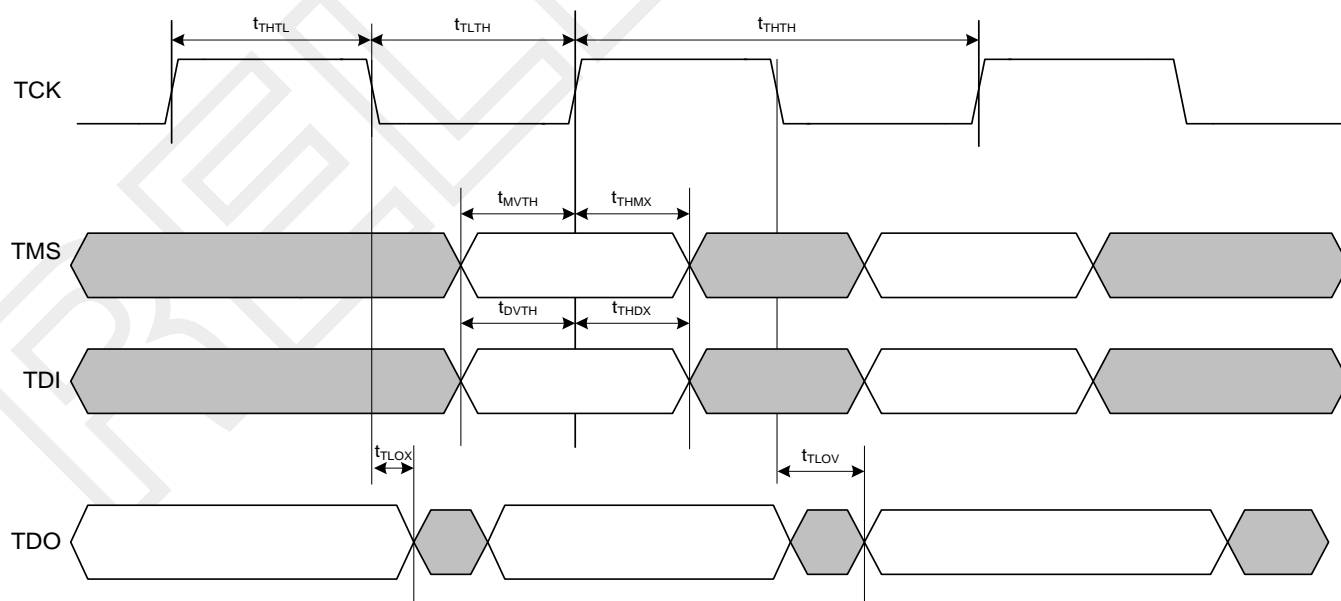 tTHTL tTLTH tTHTH
TCK
tMVTH tTHMX
TMS
tDVTH tTHDX
TDI
tTLOX tTLOV
TDO